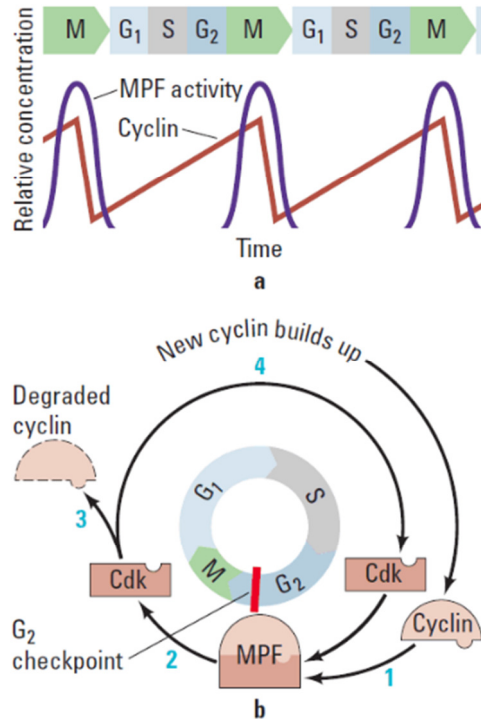 M G₁ S G₂ M G₁ S G₂ M
Relative concentration
MPF activity
Cyclin
Time
a
New cyclin builds up
4
Degraded
cyclin
3
G₁
S
M
G₂
Cdk
Cdk
Cyclin
G₂
checkpoint
2
MPF
1
b